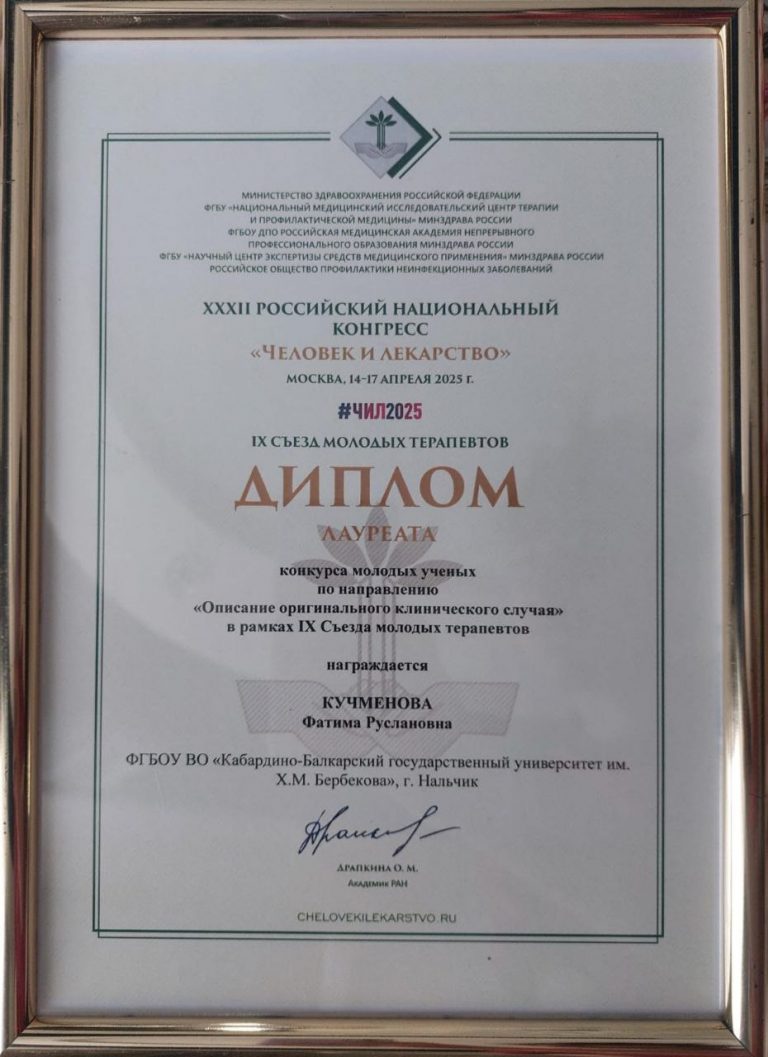 МИНИСТЕРСТВО ЗДРАВООХРАНЕНИЯ РОССИЙСКОЙ ФЕДЕРАЦИИ
ФГБУ «НАЦИОНАЛЬНЫЙ МЕДИЦИНСКИЙ ИССЛЕДОВАТЕЛЬСКИЙ ЦЕНТР ТЕРАПИИ
И ПРОФИЛАКТИЧЕСКОЙ МЕДИЦИНЫ» МИНЗДРАВА РОССИИ
ФГБОУ ДПО РОССИЙСКАЯ МЕДИЦИНСКАЯ АКАДЕМИЯ НЕПРЕРЫВНОГО
ПРОФЕССИОНАЛЬНОГО ОБРАЗОВАНИЯ МИНЗДРАВА РОССИИ
ФГБУ «НАУЧНЫЙ ЦЕНТР ЭКСПЕРТИЗЫ СРЕДСТВ МЕДИЦИНСКОГО ПРИМЕНЕНИЯ» МИНЗДРАВА РОССИИ
РОССИЙСКОЕ ОБЩЕСТВО ПРОФИЛАКТИКИ НЕИНФЕКЦИОННЫХ ЗАБОЛЕВАНИЙ
XXXII РОССИЙСКИЙ НАЦИОНАЛЬНЫЙ
КОНГРЕСС
«ЧЕЛОВЕК И ЛЕКАРСТВО»
МОСКВА, 14–17 АПРЕЛЯ 2025 г.
#ЧИЛ2025
IX СЪЕЗД МОЛОДЫХ ТЕРАПЕВТОВ
ДИПЛОМ
ЛАУРЕАТА
конкурса молодых ученых
по направлению
«Описание оригинального клинического случая»
в рамках IX Съезда молодых терапевтов
награждается
КУЧМЕНОВА
Фатима Руслановна
ФГБОУ ВО «Кабардино-Балкарский государственный университет им.
Х.М. Бербекова», г. Нальчик
ДРАПКИНА О. М.
Академик РАН
CHELOVEKILEKARSTVO.RU